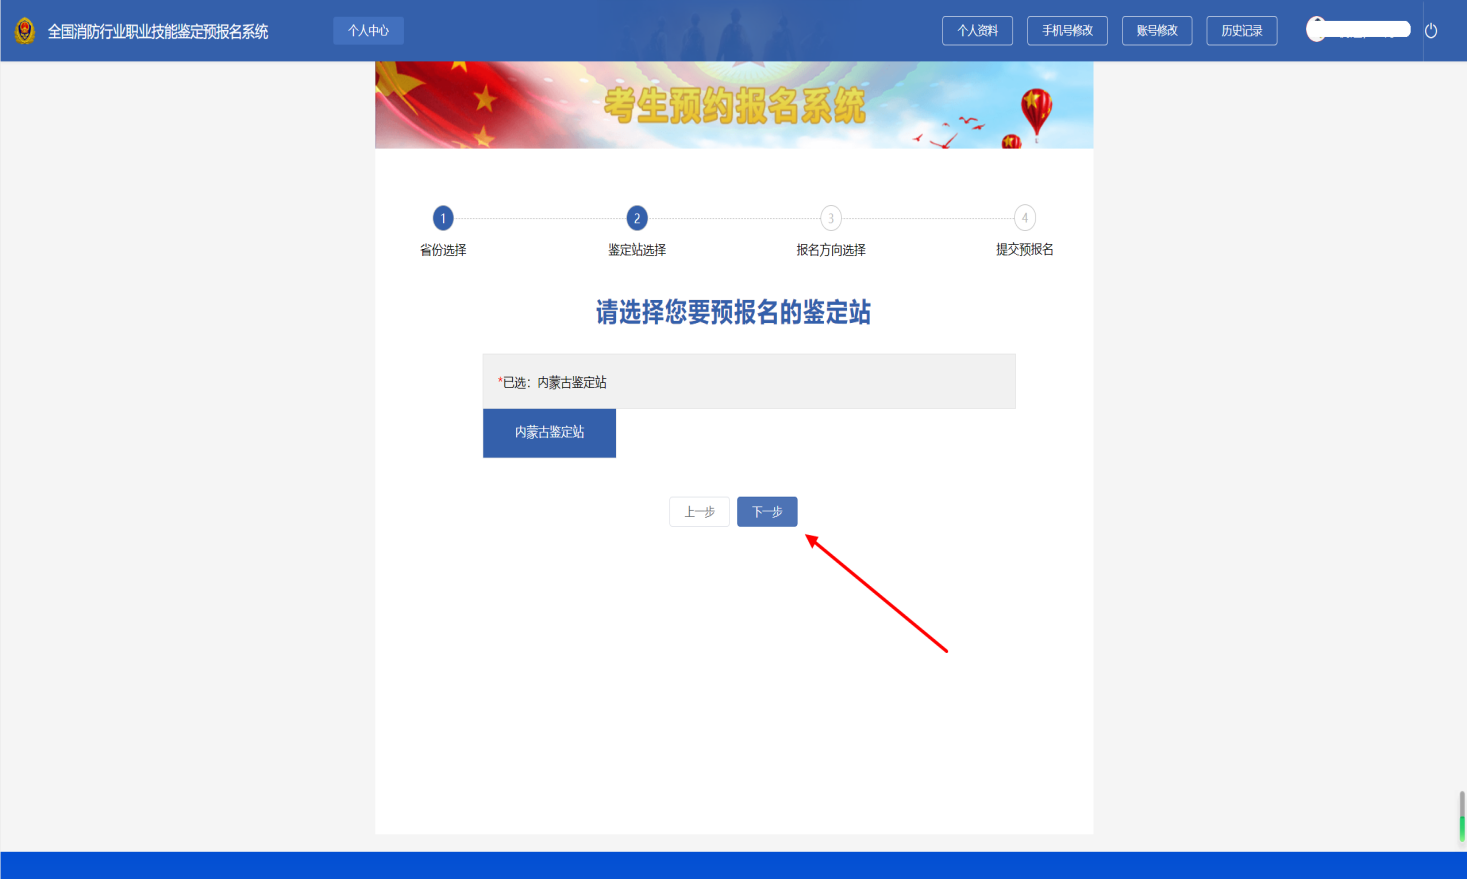 全国消防行业职业技能鉴定预报名系统
个人中心
个人资料
手机号修改
账号修改
历史记录
考生预约报名系统
1
2
3
4
省份选择
鉴定站选择
报名方向选择
提交预报名
请选择您要预报名的鉴定站
*已选：内蒙古鉴定站
内蒙古鉴定站
上一步
下一步